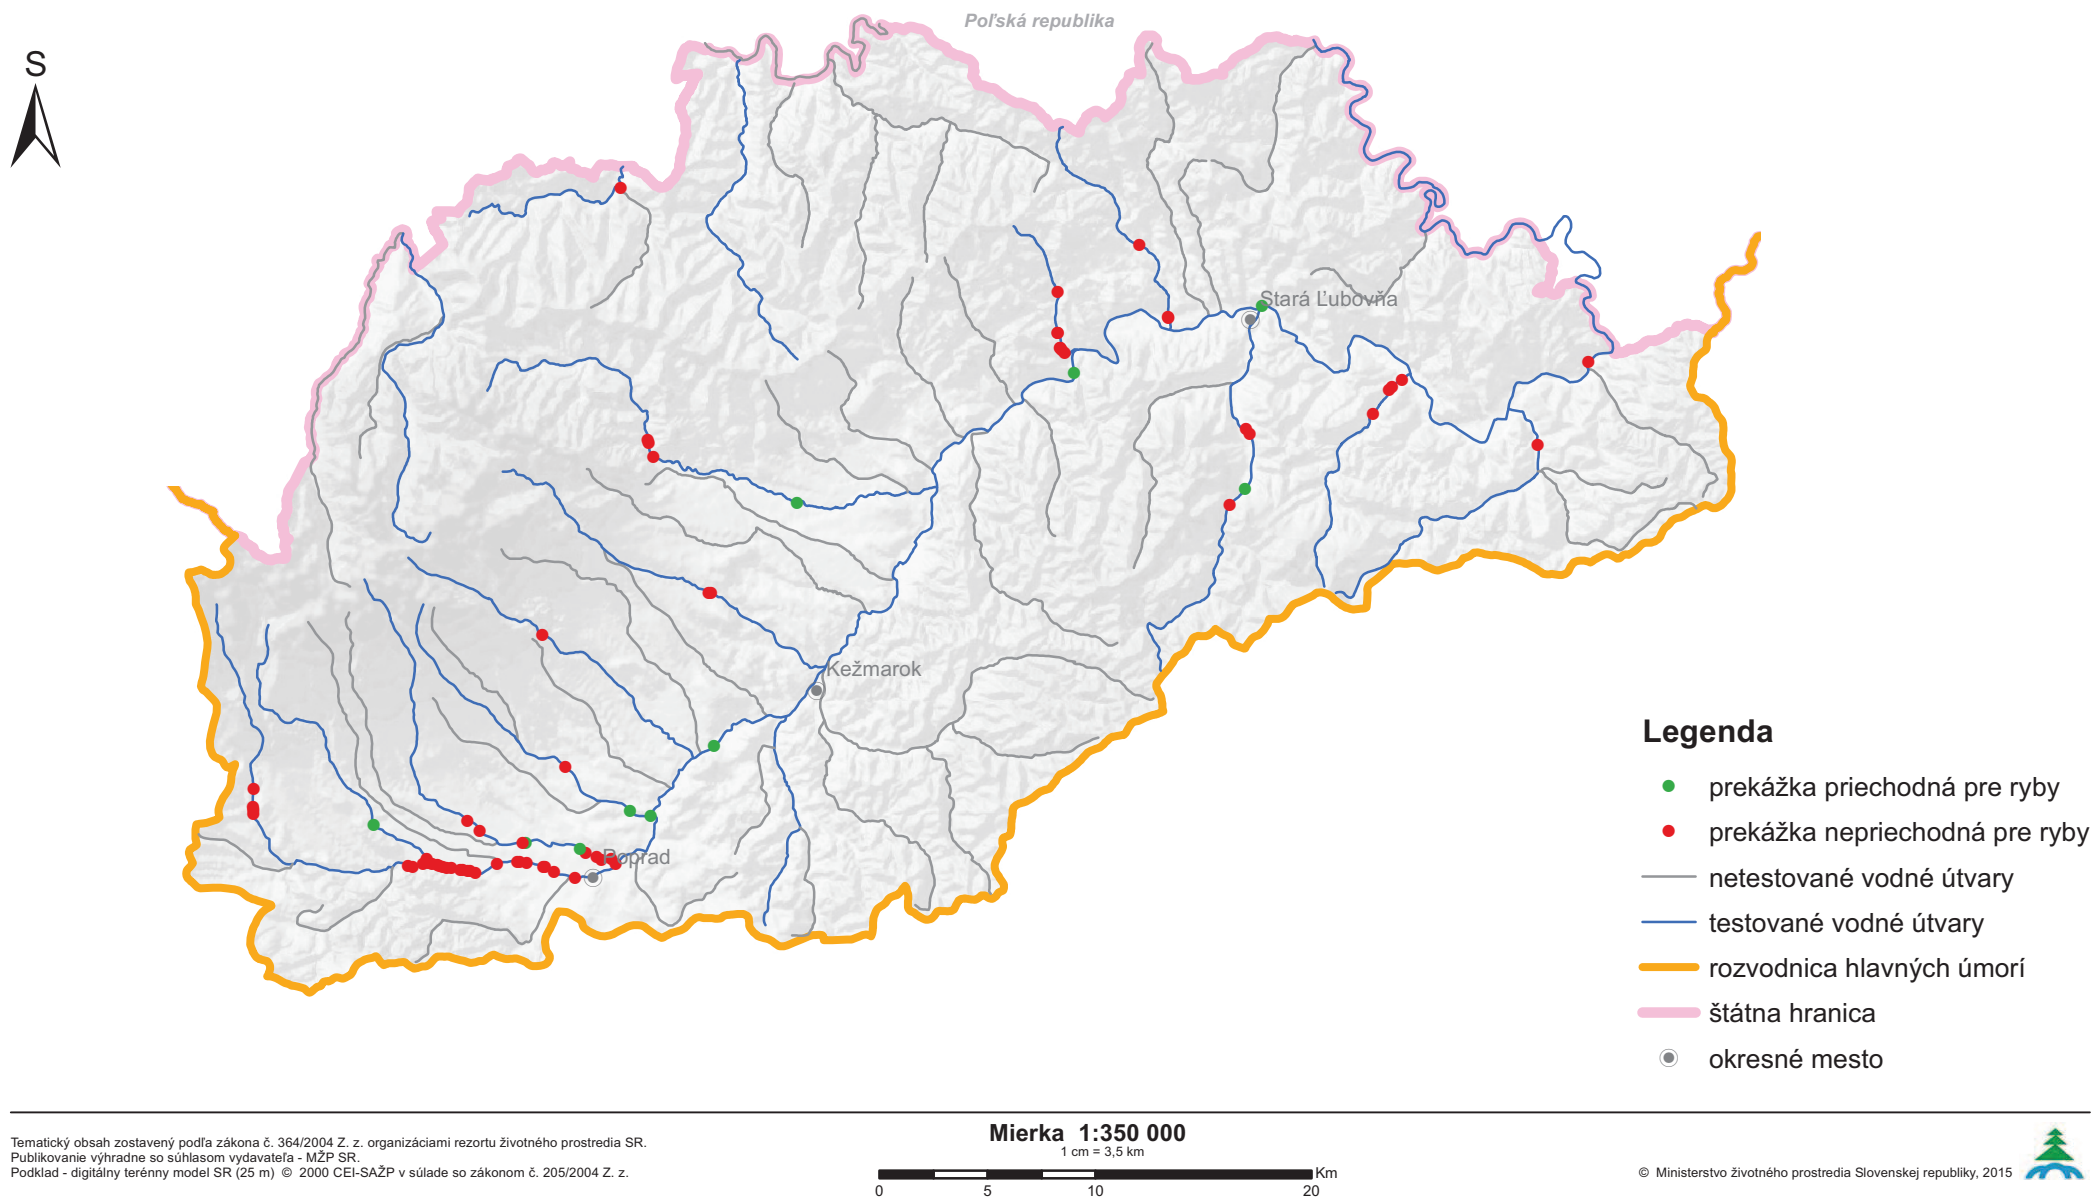 Poľská republika
S
Stará Ľubovňa
Kežmarok
Poprad
Legenda
prekážka priechodná pre ryby
prekážka nepriechodná pre ryby
netestované vodné útvary
testované vodné útvary
rozvodnica hlavných úmorí
štátna hranica
okresné mesto
Tematický obsah zostavený podľa zákona č. 364/2004 Z. z. organizáciami rezortu životného prostredia SR.
Publikovanie výhradne so súhlasom vydavateľa - MŽP SR.
Podklad - digitálny terénny model SR (25 m) © 2000 CEI-SAŽP v súlade so zákonom č. 205/2004 Z. z.
Mierka 1:350 000
1 cm = 3,5 km
Km
0 5 10 20
© Ministerstvo životného prostredia Slovenskej republiky, 2015